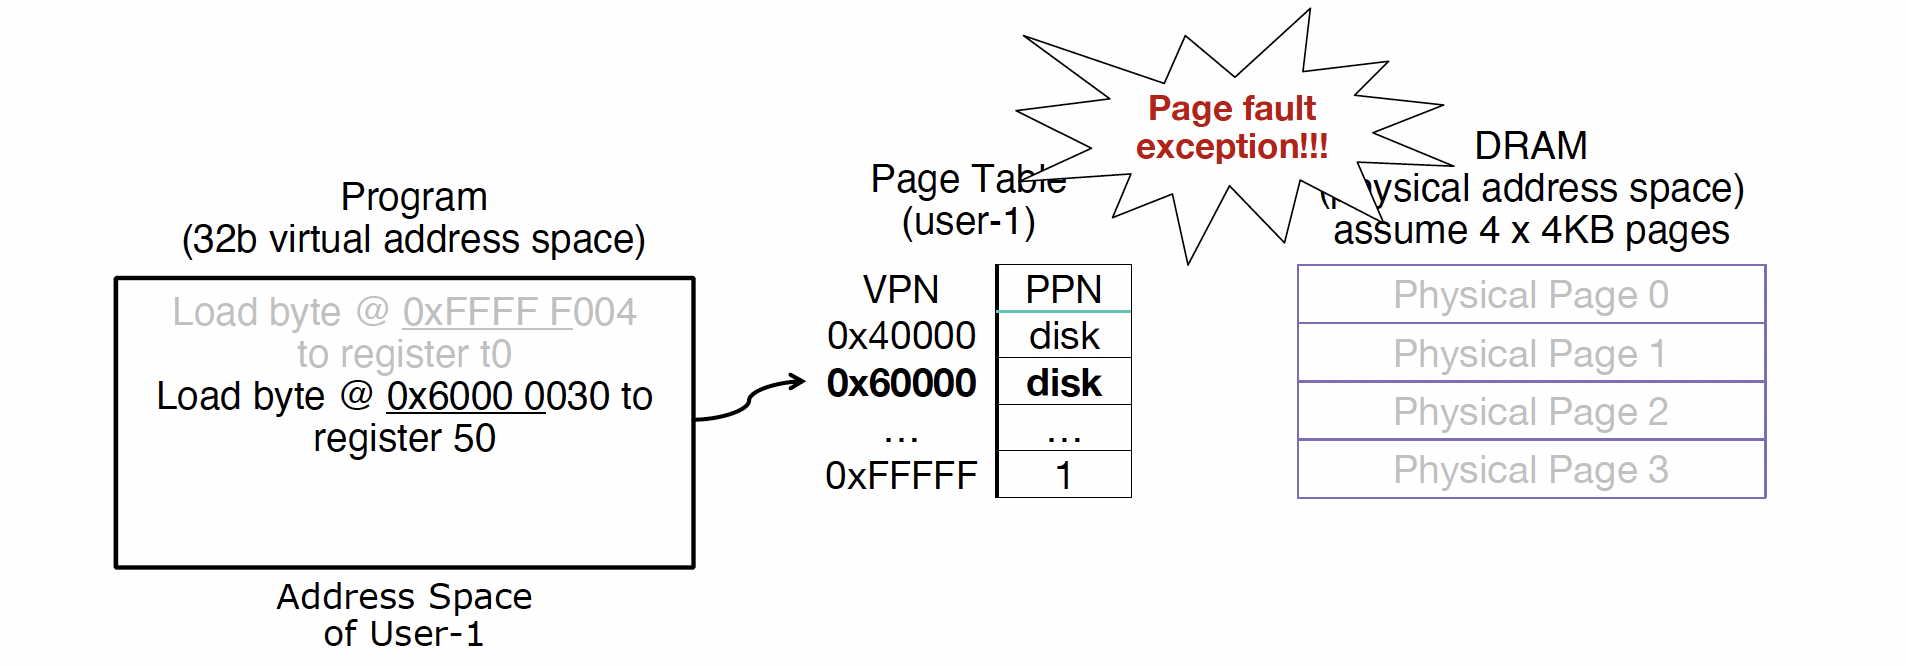 Page fault
exception!!!
Program
(32b virtual address space)
Load byte @ 0xFFFF F004
to register t0
Load byte @ 0x6000 0030 to
register 50
Address Space
of User-1
Page Table
(user-1)
VPN PPN
0x40000 disk
0x60000 disk
... ...
0xFFFFF 1
DRAM
ysical address space)
assume 4 x 4KB pages
Physical Page 0
Physical Page 1
Physical Page 2
Physical Page 3